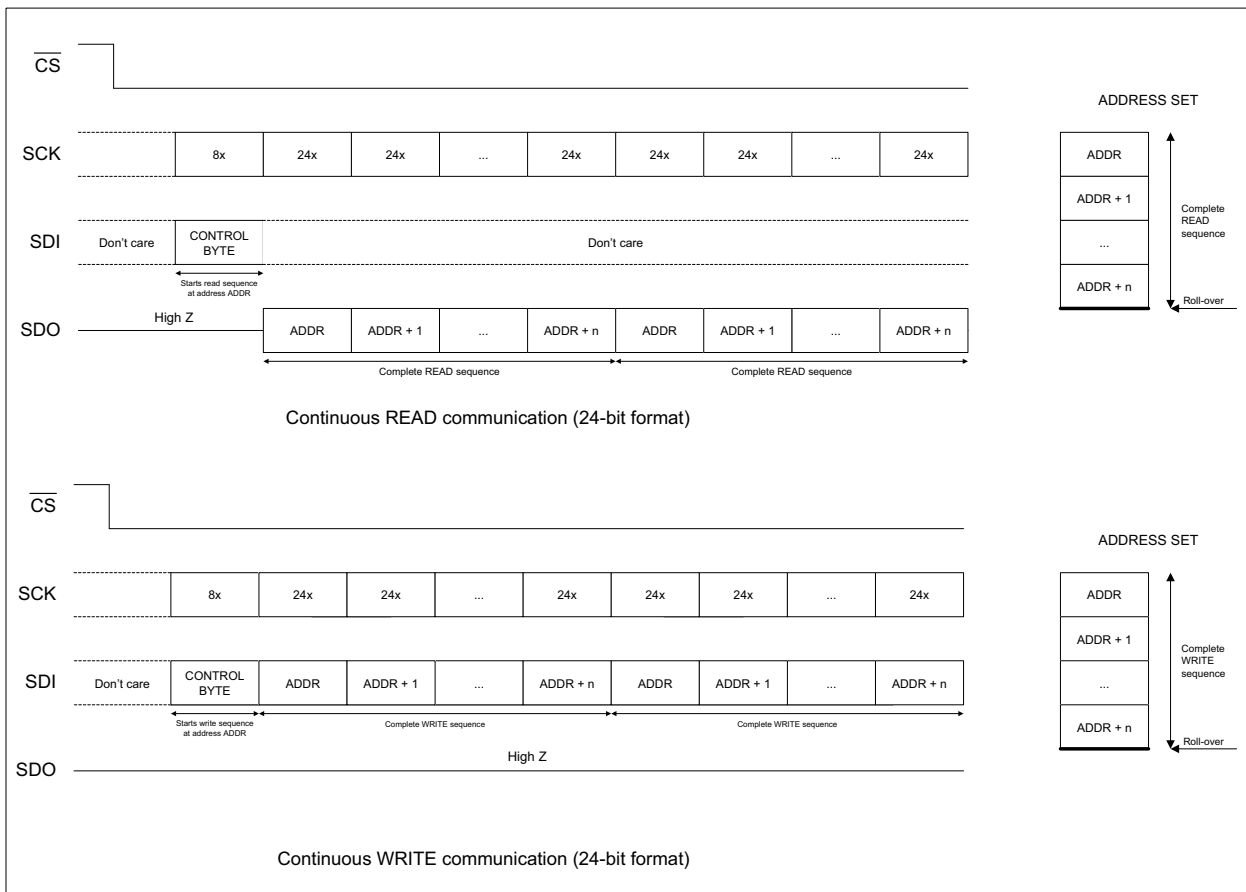 CS
SCK
8x 24x 24x ... 24x 24x 24x ... 24x
SDI
Don't care CONTROL BYTE Don't care
Starts read sequence
at address ADDR
SDO
High Z
ADDR ADDR + 1 ... ADDR + n ADDR ADDR + 1 ... ADDR + n
Complete READ sequence Complete READ sequence
ADDRESS SET
ADDR
ADDR + 1
...
ADDR + n
Complete
READ
sequence
Roll-over
Continuous READ communication (24-bit format)
CS
SCK
8x 24x 24x ... 24x 24x 24x ... 24x
SDI
Don't care CONTROL BYTE ADDR ADDR + 1 ... ADDR + n ADDR ADDR + 1 ... ADDR + n
Starts write sequence
at address ADDR
Complete WRITE sequence Complete WRITE sequence
SDO
High Z
ADDRESS SET
ADDR
ADDR + 1
...
ADDR + n
Complete
WRITE
sequence
Roll-over
Continuous WRITE communication (24-bit format)